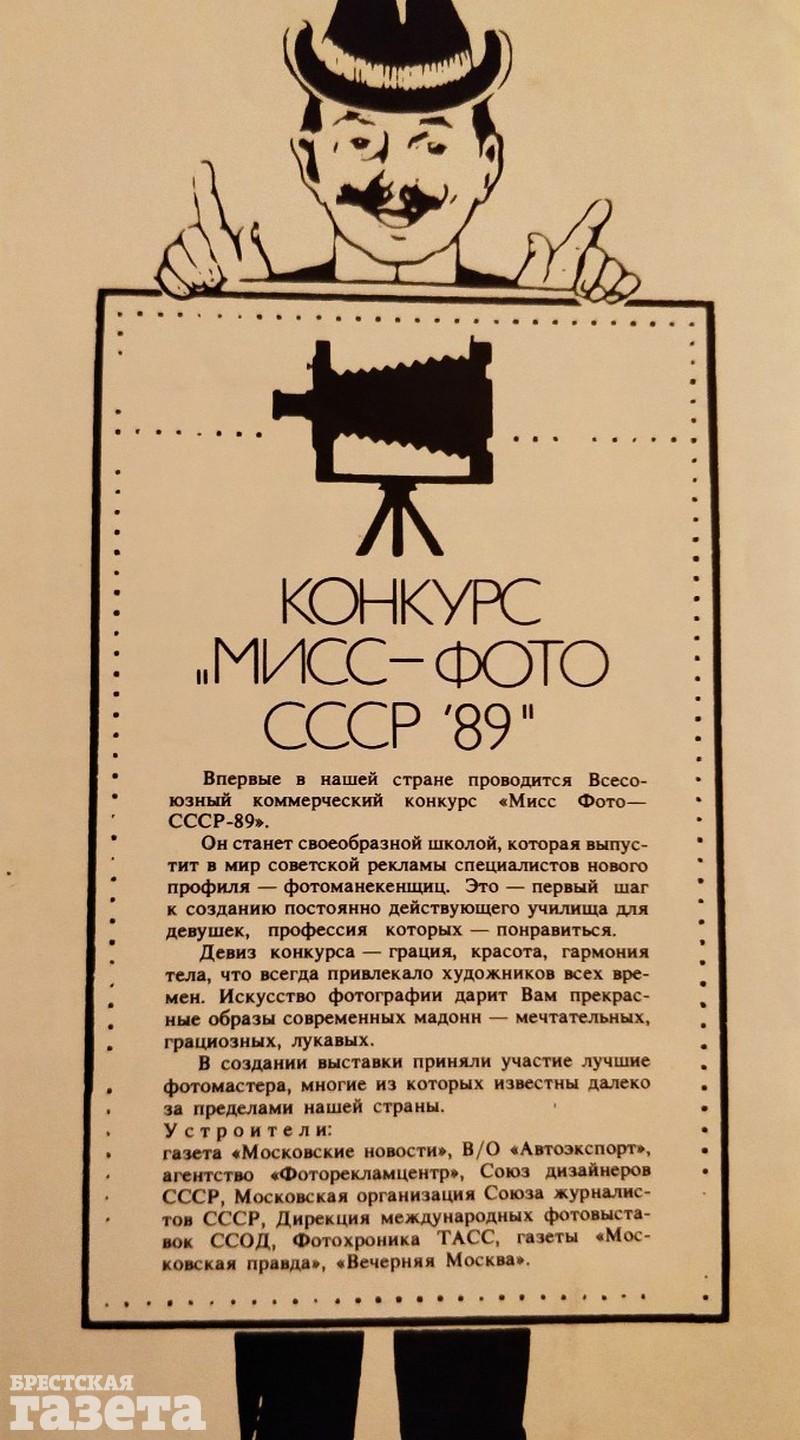 КОНКУРС
„МИСС–ФОТО
СССР '89"
Впервые в нашей стране проводится Всесо-
юзный коммерческий конкурс «Мисс Фото—
СССР-89».
Он станет своеобразной школой, которая выпус-
тит в мир советской рекламы специалистов нового
профиля — фотоманекенщиц. Это — первый шаг
к созданию постоянно действующего училища для
девушек, профессия которых — понравиться.
Девиз конкурса — грация, красота, гармония
тела, что всегда привлекало художников всех вре-
мен. Искусство фотографии дарит Вам прекрас-
ные образы современных мадонн — мечтательных,
грациозных, лукавых.
В создании выставки приняли участие лучшие
фотомастера, многие из которых известны далеко
за пределами нашей страны.
Устроители:
газета «Московские новости», В/О «Автоэкспорт»,
агентство «Фоторекламцентр», Союз дизайнеров
СССР, Московская организация Союза журналис-
тов СССР, Дирекция международных фотовыста-
вок ССОД, Фотохроника ТАСС, газеты «Мос-
ковская правда», «Вечерняя Москва».
БРЕСТСКАЯ
газета